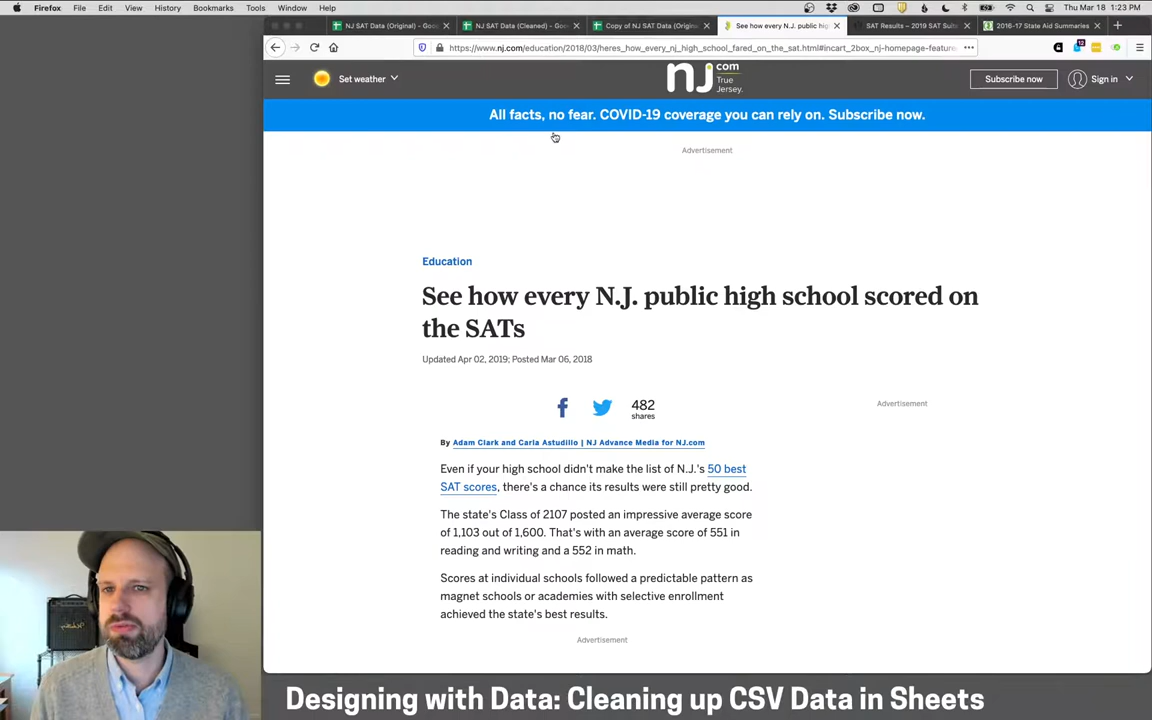 Firefox File Edit View History Bookmarks Tools Window Help Thu Mar 18 1:23 PM
NJ SAT Data (Original) – Goo NJ SAT Data (Cleaned) – Goo Copy of NJ SAT Data (Origina See how every N.J. public hig SAT Results – 2019 SAT Suit 2016-17 State Aid Summaries
https://www.nj.com/education/2018/03/heres_how_every_nj_high_school_fared_on_the_sat.html#incart_2box_nj-homepage-feature
Set weather
nj.com
True
Jersey.
Subscribe now
Sign in
All facts, no fear. COVID-19 coverage you can rely on. Subscribe now.
Advertisement
Education
See how every N.J. public high school scored on
the SATs
Updated Apr 02, 2019; Posted Mar 06, 2018
482
shares
Advertisement
By Adam Clark and Carla Astudillo | NJ Advance Media for NJ.com
Even if your high school didn't make the list of N.J.'s 50 best
SAT scores, there's a chance its results were still pretty good.
The state's Class of 2107 posted an impressive average score
of 1,103 out of 1,600. That's with an average score of 551 in
reading and writing and a 552 in math.
Scores at individual schools followed a predictable pattern as
magnet schools or academies with selective enrollment
achieved the state's best results.
Advertisement
Designing with Data: Cleaning up CSV Data in Sheets